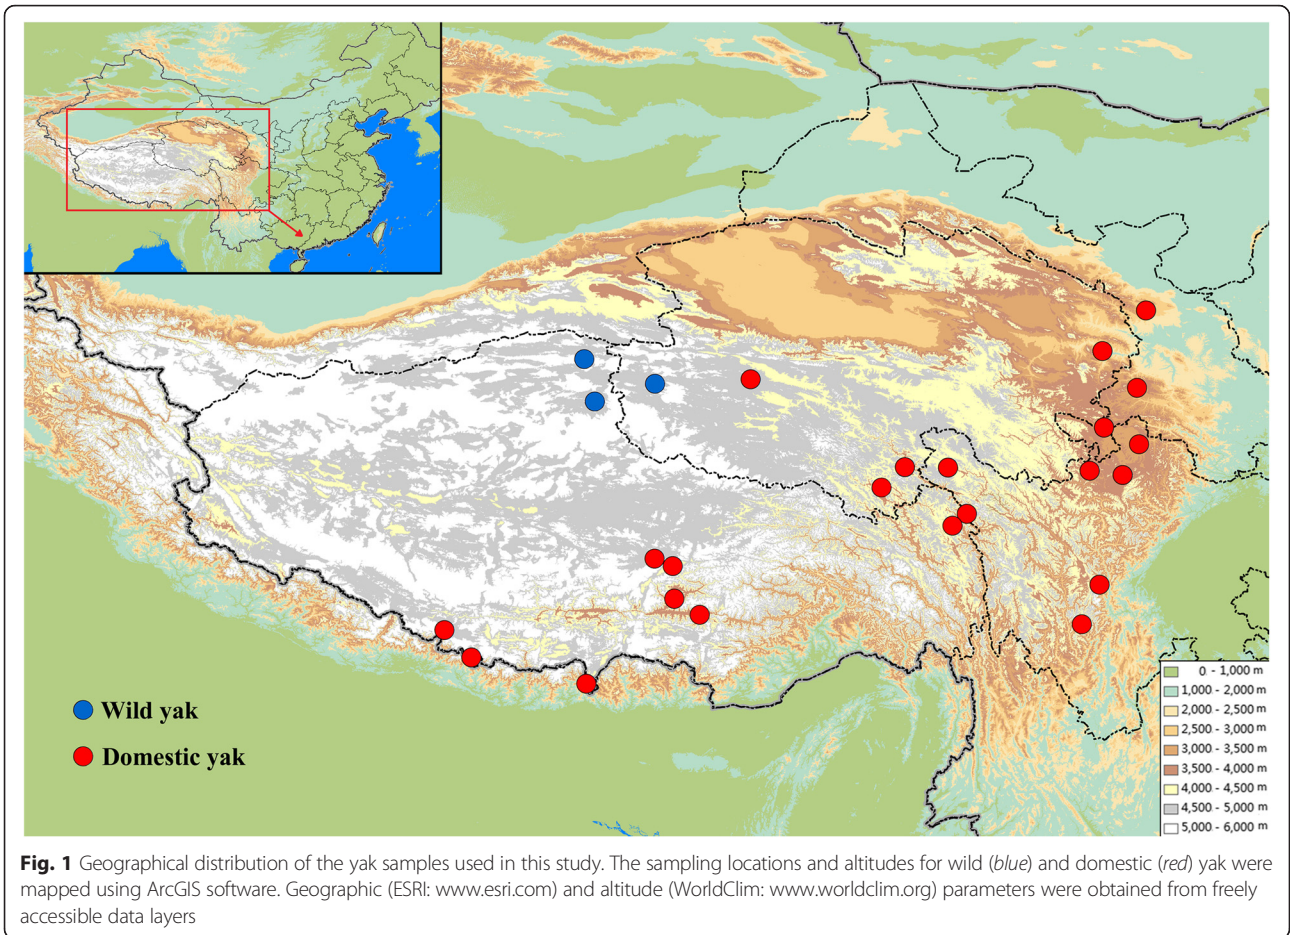 Wild yak
Domestic yak
0 - 1,000 m
1,000 - 2,000 m
2,000 - 2,500 m
2,500 - 3,000 m
3,000 - 3,500 m
3,500 - 4,000 m
4,000 - 4,500 m
4,500 - 5,000 m
5,000 - 6,000 m
Fig. 1 Geographical distribution of the yak samples used in this study. The sampling locations and altitudes for wild (blue) and domestic (red) yak were
mapped using ArcGIS software. Geographic (ESRI: www.esri.com) and altitude (WorldClim: www.worldclim.org) parameters were obtained from freely
accessible data layers